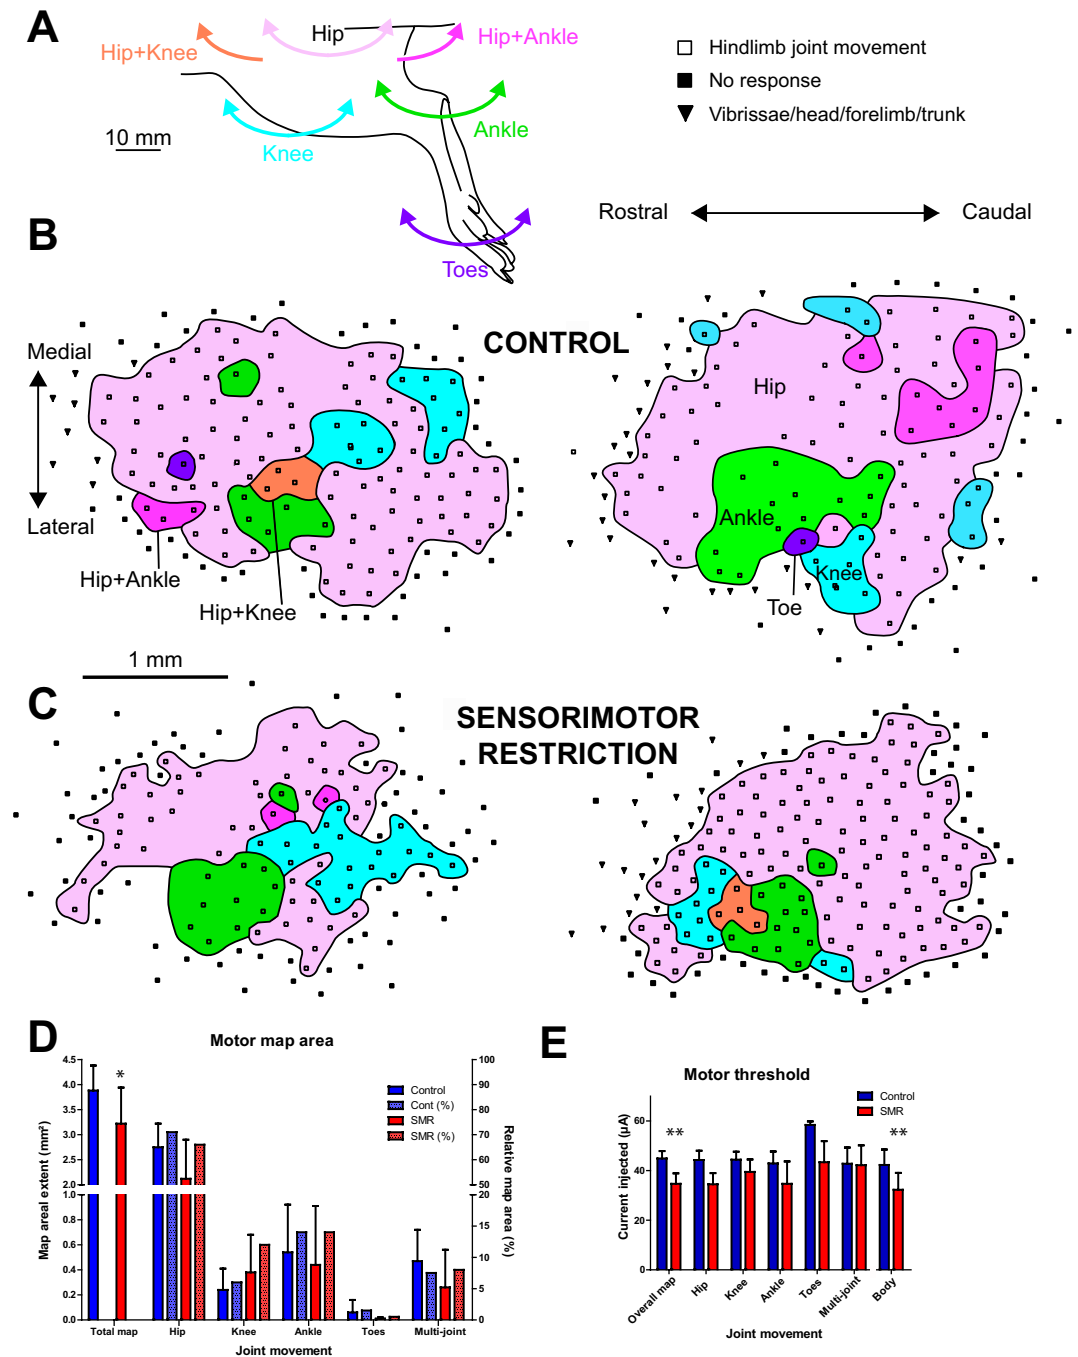 A
Hip+Knee
Hip
Hip+Ankle
Ankle
Knee
Toes
10 mm
Hindlimb joint movement
No response
Vibrissae/head/forelimb/trunk
Rostral
Caudal
B
CONTROL
Medial
Lateral
Hip+Ankle
Hip+Knee
Hip
Ankle
Knee
Toe
1 mm
C
SENSORIMOTOR
RESTRICTION
D
Motor map area
Map areal extent (mm²)
4.5
4.0
3.5
3.0
2.5
2.0
1.0
0.8
0.6
0.4
0.2
0.0
*
Control
Cont (%)
SMR
SMR (%)
100
90
80
70
60
50
20
15
10
5
0
Relative map area (%)
Total map
Hip
Knee
Ankle
Toes
Multi-joint
Joint movement
E
Motor threshold
Control
SMR
Current injected (µA)
60
40
20
0
**
**
Overall map
Hip
Knee
Ankle
Toes
Multi-joint
Body
Joint movement